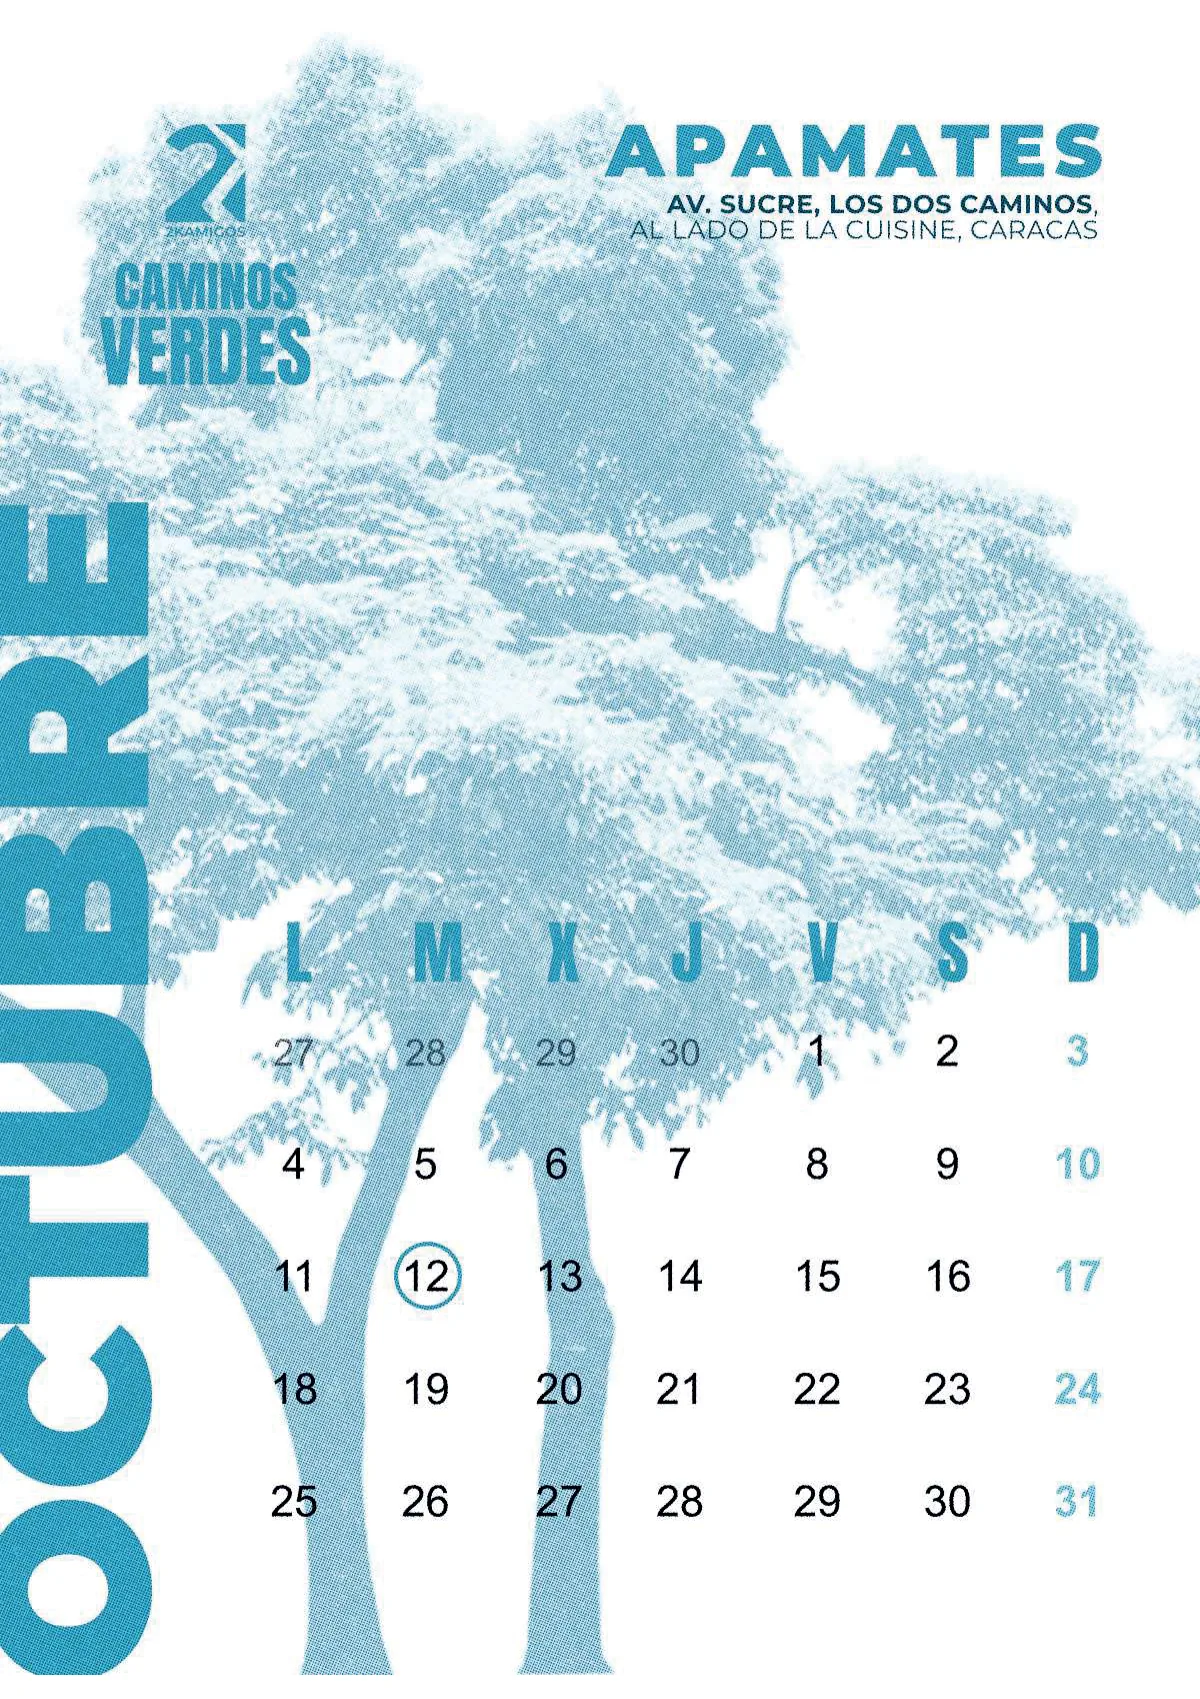 2KAMIGOS
CAMINOS
VERDES
APAMATES
AV. SUCRE, LOS DOS CAMINOS,
AL LADO DE LA CUISINE, CARACAS
OCTUBRE
L M X J V S D
27 28 29 30 1 2 3
4 5 6 7 8 9 10
11 12 13 14 15 16 17
18 19 20 21 22 23 24
25 26 27 28 29 30 31